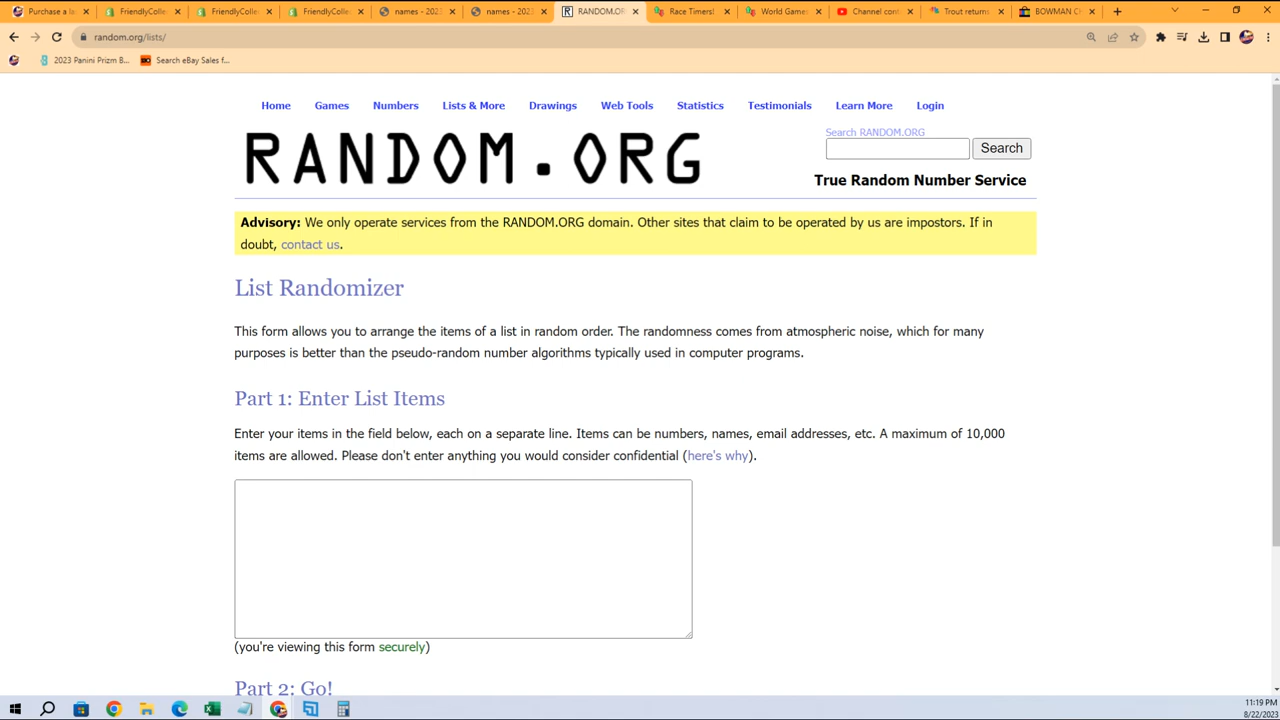 Purchase a la
FriendlyColle
FriendlyColle
FriendlyColle
names - 2023
names - 2023
RANDOM.OR
Race Timers!
World Game
Channel cont
Trout returns
BOWMAN C
random.org/lists/
2023 Panini Prizm B...
Search eBay Sales f...
Home
Games
Numbers
Lists & More
Drawings
Web Tools
Statistics
Testimonials
Learn More
Login
RANDOM.ORG
Search RANDOM.ORG
Search
True Random Number Service
Advisory: We only operate services from the RANDOM.ORG domain. Other sites that claim to be operated by us are impostors. If in
doubt, contact us.
List Randomizer
This form allows you to arrange the items of a list in random order. The randomness comes from atmospheric noise, which for many
purposes is better than the pseudo-random number algorithms typically used in computer programs.
Part 1: Enter List Items
Enter your items in the field below, each on a separate line. Items can be numbers, names, email addresses, etc. A maximum of 10,000
items are allowed. Please don't enter anything you would consider confidential (here's why).
(you're viewing this form securely)
Part 2: Go!
11:19 PM
8/22/2023